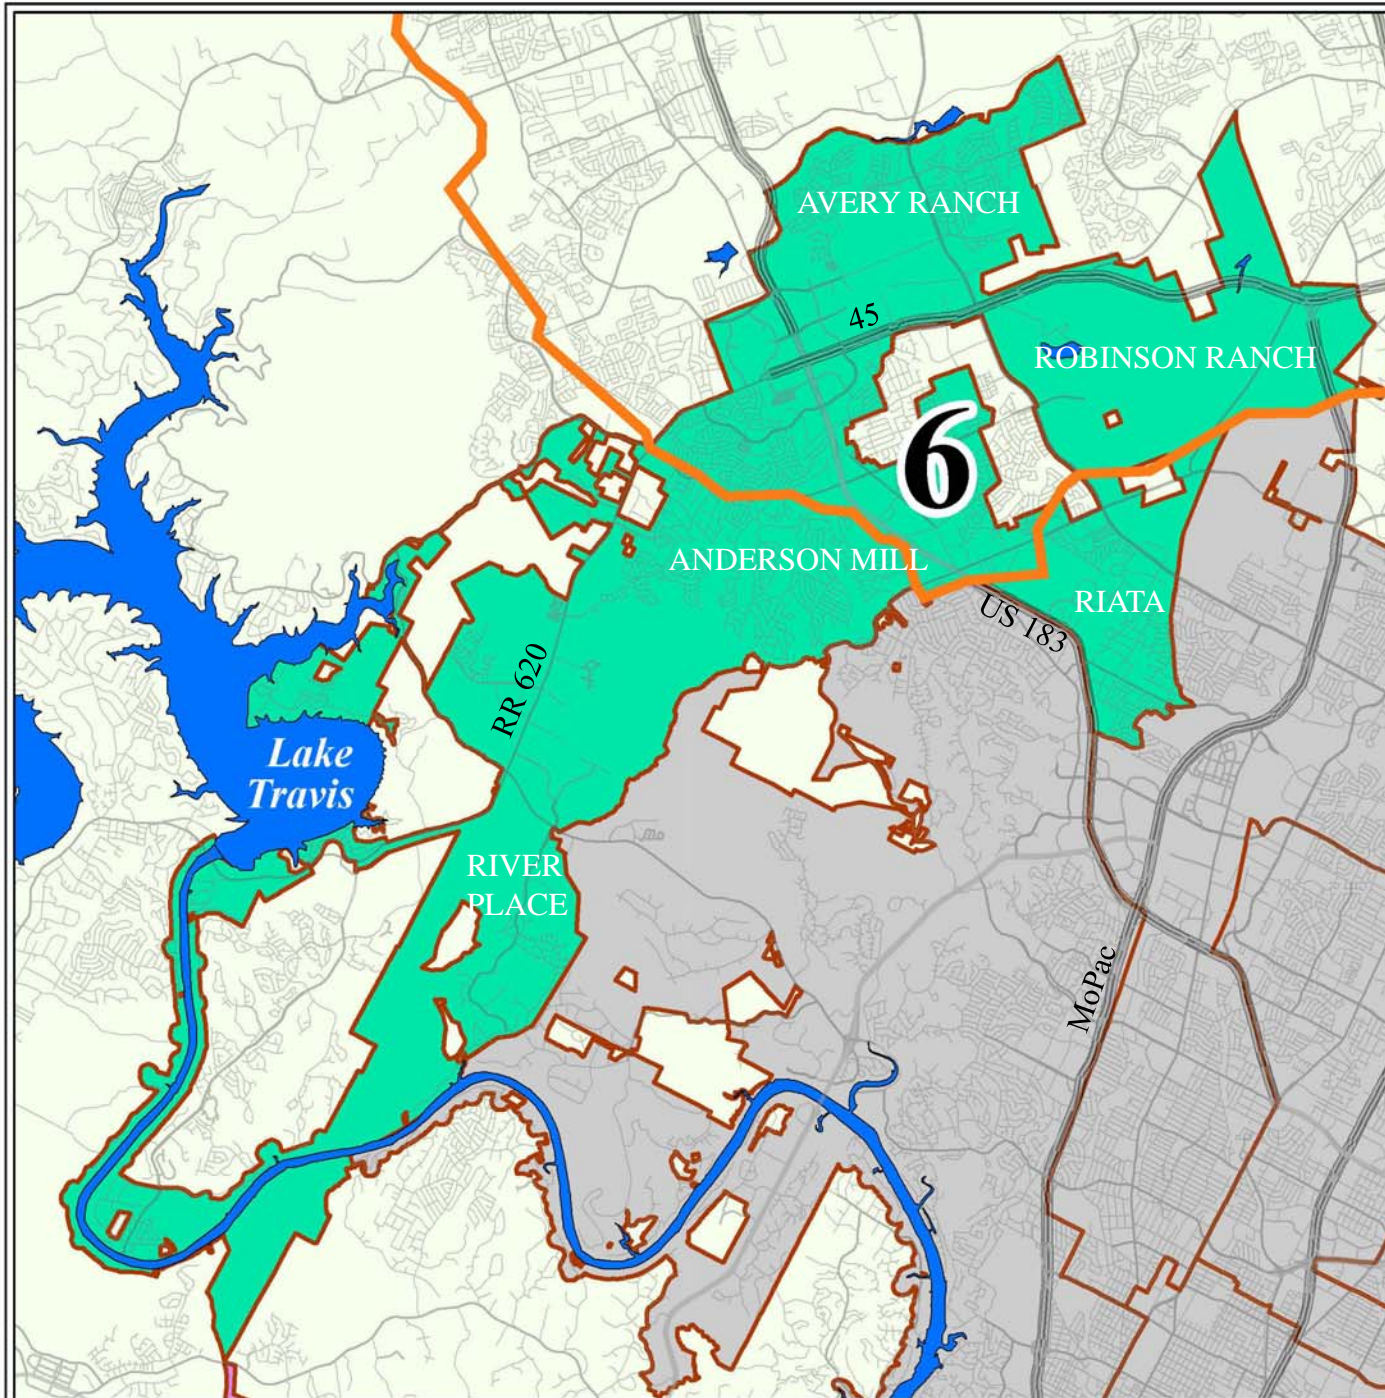 AVERY RANCH
45
ROBINSON RANCH
6
ANDERSON MILL
RIATA
US 183
RR 620
Lake
Travis
RIVER
PLACE
MoPac